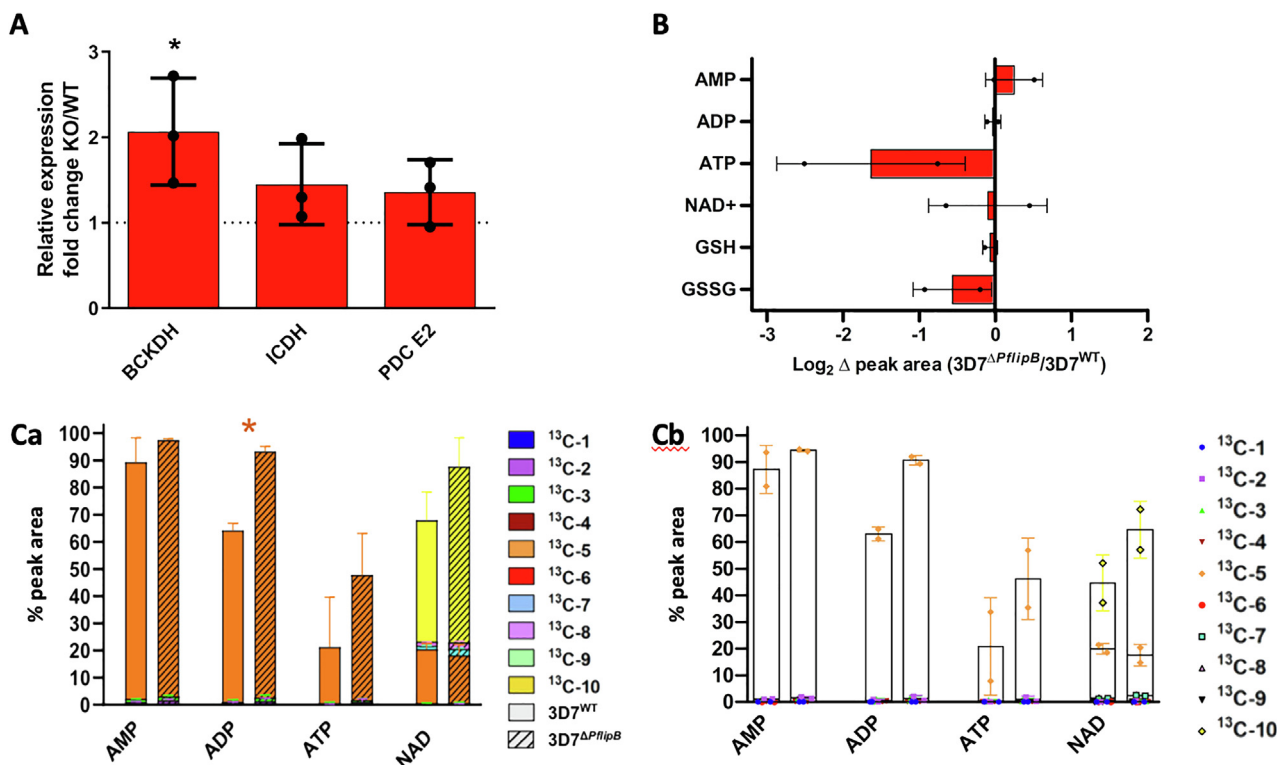 A
*
Relative expression
fold change KO/WT
3
2
1
0
BCKDH
ICDH
PDC E2
B
AMP
ADP
ATP
NAD+
GSH
GSSG
-3 -2 -1 0 1 2
Log₂ Δ peak area (3D7ᐞPflipB/3D7ᵂᵀ)
Ca
*
% peak area
100
90
80
70
60
50
40
30
20
10
0
AMP
ADP
ATP
NAD
¹³C-1
¹³C-2
¹³C-3
¹³C-4
¹³C-5
¹³C-6
¹³C-7
¹³C-8
¹³C-9
¹³C-10
3D7ᵂᵀ
3D7ᐞPflipB
Cb
% peak area
100
90
80
70
60
50
40
30
20
10
0
AMP
ADP
ATP
NAD
¹³C-1
¹³C-2
¹³C-3
¹³C-4
¹³C-5
¹³C-6
¹³C-7
¹³C-8
¹³C-9
¹³C-10